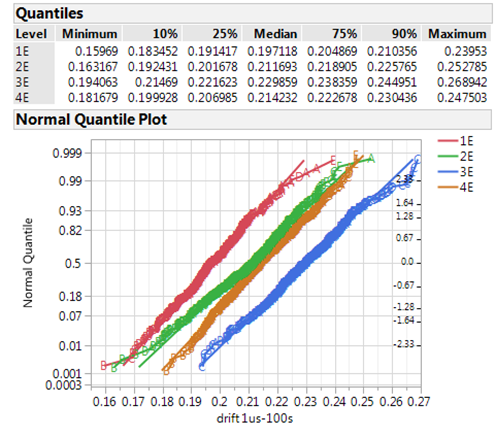 Quantiles
Level Minimum 10% 25% Median 75% 90% Maximum
1E 0.15969 0.183452 0.191417 0.197118 0.204869 0.210356 0.23953
2E 0.163167 0.192431 0.201678 0.211693 0.218905 0.225765 0.252785
3E 0.194063 0.21469 0.221623 0.229859 0.238359 0.244951 0.268942
4E 0.181679 0.199928 0.206985 0.214232 0.222678 0.230436 0.247503
Normal Quantile Plot
1E
2E
3E
4E
Normal Quantile
0.999
0.99
0.93
0.82
0.5
0.18
0.07
0.01
0.001
0.0003
2.33
1.64
1.28
0.67
0.0
-0.67
-1.28
-1.64
-2.33
0.16 0.17 0.18 0.19 0.2 0.21 0.22 0.23 0.24 0.25 0.26 0.27
drift1us-100s